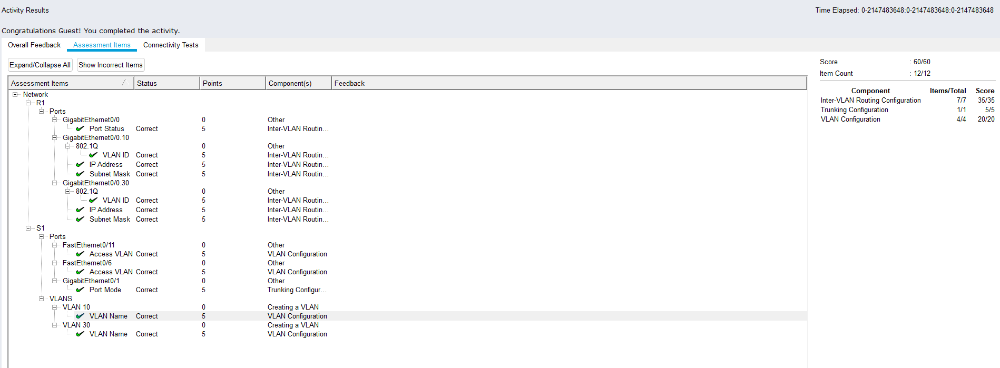 Activity Results Time Elapsed: 0-2147483648:0-2147483648:0-2147483648
Congratulations Guest! You completed the activity.
Overall Feedback Assessment Items Connectivity Tests
Expand/Collapse All Show Incorrect Items
Assessment Items Status Points Component(s) Feedback
Network
R1
Ports
GigabitEthernet0/0 0 Other
Port Status Correct 5 Inter-VLAN Routin...
GigabitEthernet0/0.10
802.1Q 0 Other
VLAN ID Correct 5 Inter-VLAN Routin...
IP Address Correct 5 Inter-VLAN Routin...
Subnet Mask Correct 5 Inter-VLAN Routin...
GigabitEthernet0/0.30
802.1Q 0 Other
VLAN ID Correct 5 Inter-VLAN Routin...
IP Address Correct 5 Inter-VLAN Routin...
Subnet Mask Correct 5 Inter-VLAN Routin...
S1
Ports
FastEthernet0/11 0 Other
Access VLAN Correct 5 VLAN Configuration
FastEthernet0/6 0 Other
Access VLAN Correct 5 VLAN Configuration
GigabitEthernet0/1 0 Other
Port Mode Correct 5 Trunking Configur...
VLANS
VLAN 10 0 Creating a VLAN
VLAN Name Correct 5 VLAN Configuration
VLAN 30 0 Creating a VLAN
VLAN Name Correct 5 VLAN Configuration
Score : 60/60
Item Count : 12/12
Component Items/Total Score
Inter-VLAN Routing Configuration 7/7 35/35
Trunking Configuration 1/1 5/5
VLAN Configuration 4/4 20/20